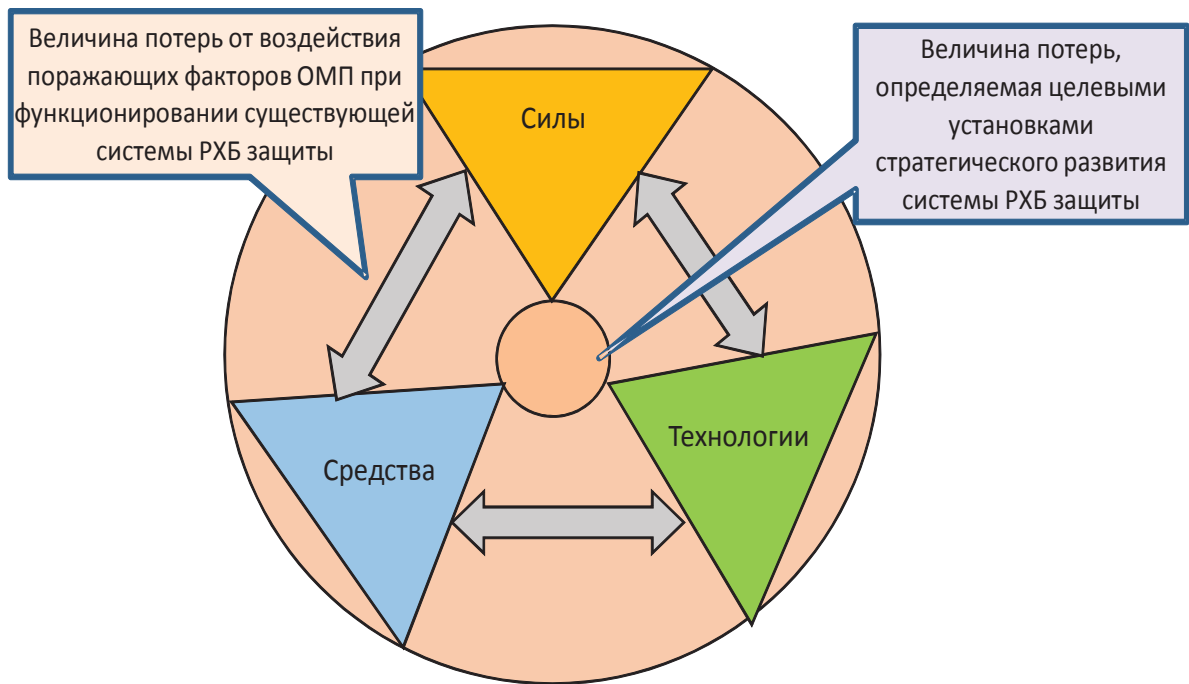 Величина потерь от воздействия
поражающих факторов ОМП при
функционировании существующей
системы РХБ защиты
Величина потерь,
определяемая целевыми
установками
стратегического развития
системы РХБ защиты
Силы
Технологии
Средства